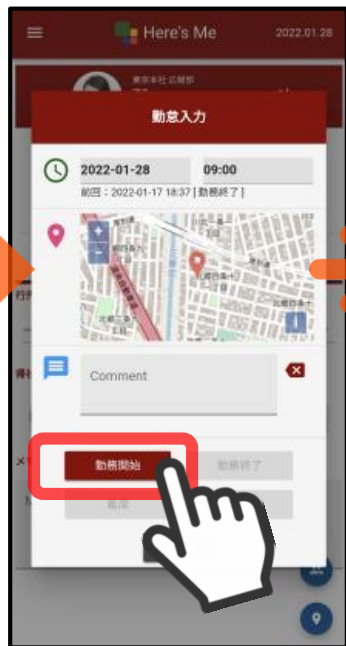 Here's Me
2022.01.28
東京本社 広報部
勤怠入力
2022-01-28
09:00
前回：2022-01-17 18:37 [ 勤務終了 ]
Comment
勤務開始
勤務終了